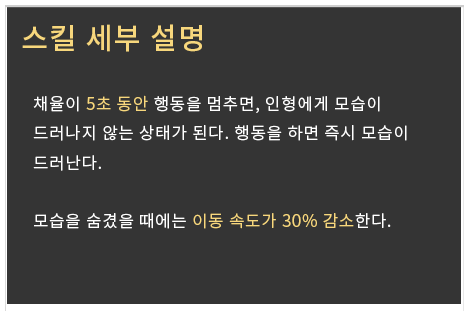 스킬 세부 설명
채율이 5초 동안 행동을 멈추면, 인형에게 모습이
드러나지 않는 상태가 된다. 행동을 하면 즉시 모습이
드러난다.
모습을 숨겼을 때에는 이동 속도가 30% 감소한다.